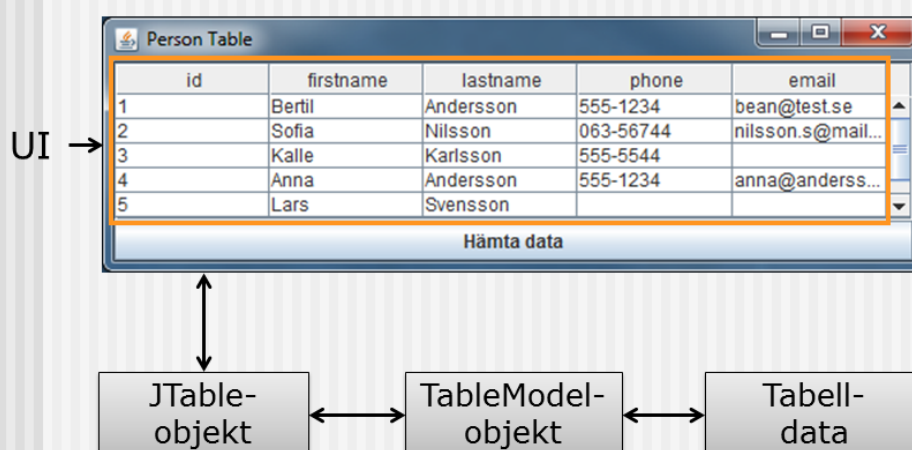 Person Table
id firstname lastname phone email
1 Bertil Andersson 555-1234 bean@test.se
2 Sofia Nilsson 063-56744 nilsson.s@mail...
3 Kalle Karlsson 555-5544
4 Anna Andersson 555-1234 anna@anderss...
5 Lars Svensson
UI
Hämta data
JTable-
objekt
TableModel-
objekt
Tabell-
data